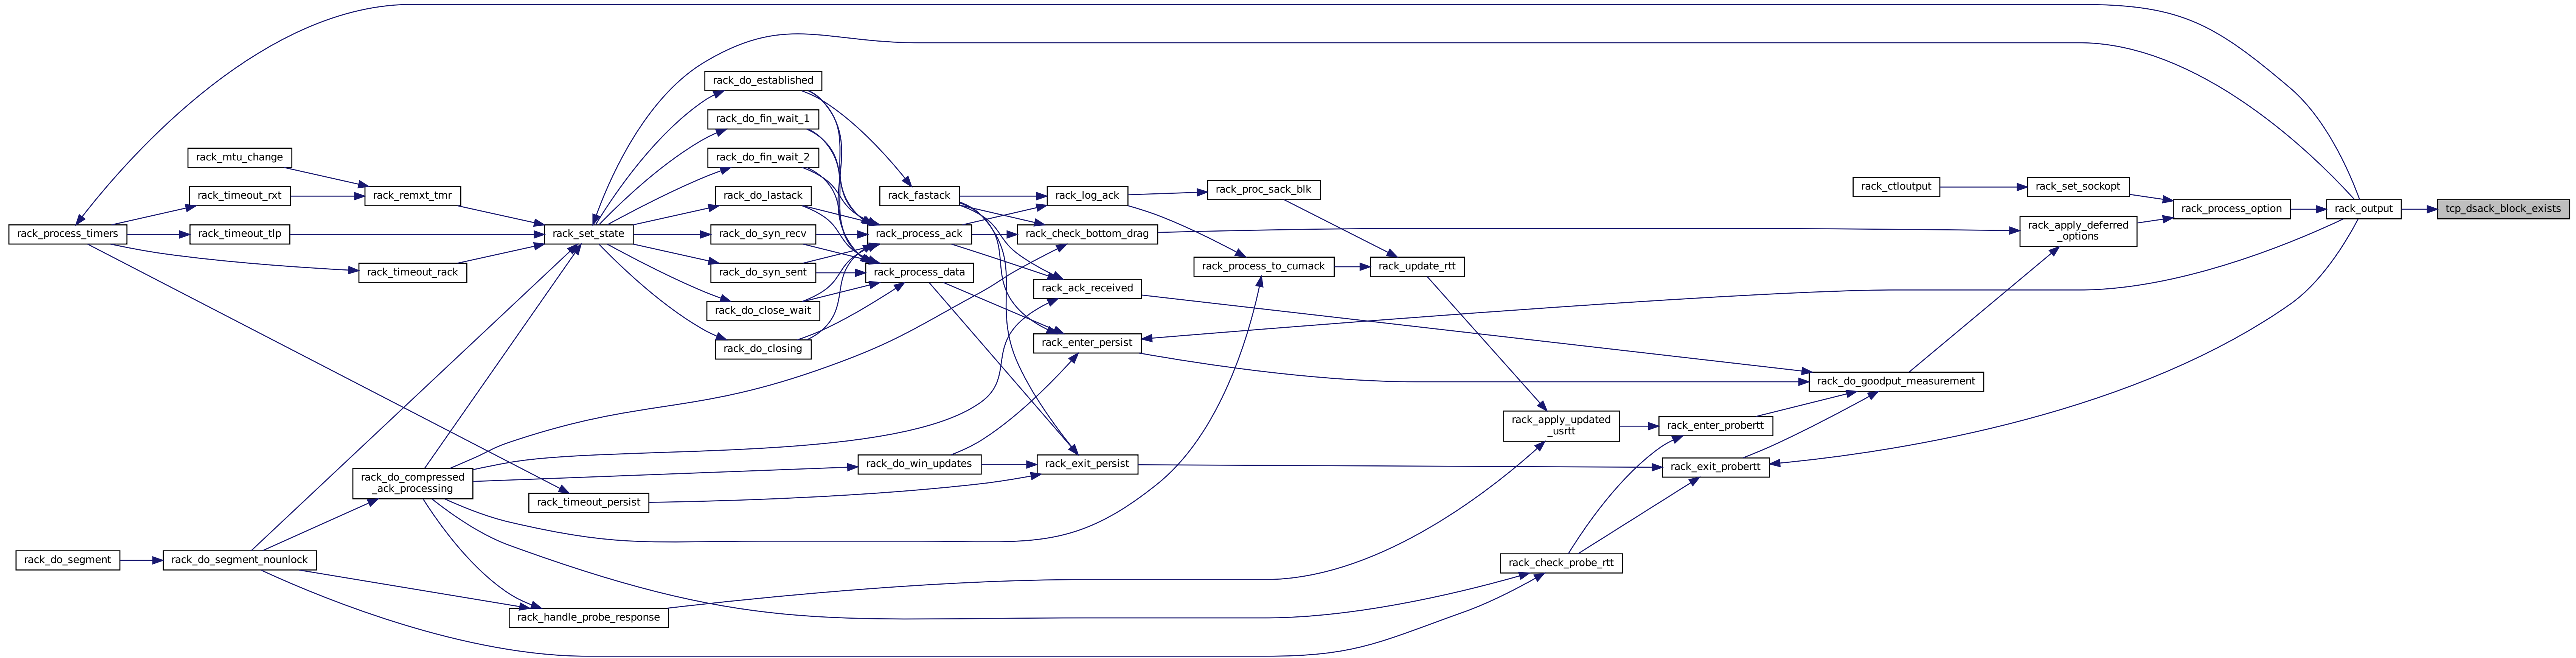 rack_do_established
rack_do_fin_wait_1
rack_mtu_change
rack_do_fin_wait_2
rack_timeout_rxt
rack_remxt_tmr
rack_do_lastack
rack_fastack
rack_log_ack
rack_proc_sack_blk
rack_ctloutput
rack_set_sockopt
rack_process_option
rack_output
tcp_dsack_block_exists
rack_process_timers
rack_timeout_tlp
rack_set_state
rack_do_syn_recv
rack_process_ack
rack_check_bottom_drag
rack_apply_deferred
_options
rack_timeout_rack
rack_do_syn_sent
rack_process_data
rack_process_to_cumack
rack_update_rtt
rack_ack_received
rack_do_close_wait
rack_do_closing
rack_enter_persist
rack_do_goodput_measurement
rack_apply_updated
_usrtt
rack_enter_probertt
rack_do_compressed
_ack_processing
rack_do_win_updates
rack_exit_persist
rack_exit_probertt
rack_timeout_persist
rack_do_segment
rack_do_segment_nounlock
rack_check_probe_rtt
rack_handle_probe_response